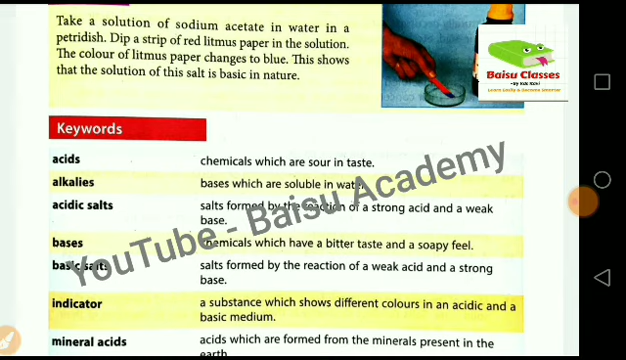 Take a solution of sodium acetate in water in a
petridish. Dip a strip of red litmus paper in the solution.
The colour of litmus paper changes to blue. This shows
that the solution of this salt is basic in nature.
Baisu Classes
Learn Easily & Become Smarter
Keywords
acids chemicals which are sour in taste.
alkalies bases which are soluble in water.
acidic salts salts formed by the reaction of a strong acid and a weak
base.
bases chemicals which have a bitter taste and a soapy feel.
basic salts salts formed by the reaction of a weak acid and a strong
base.
indicator a substance which shows different colours in an acidic and a
basic medium.
mineral acids acids which are formed from the minerals present in the
earth
YouTube - Baisu Academy